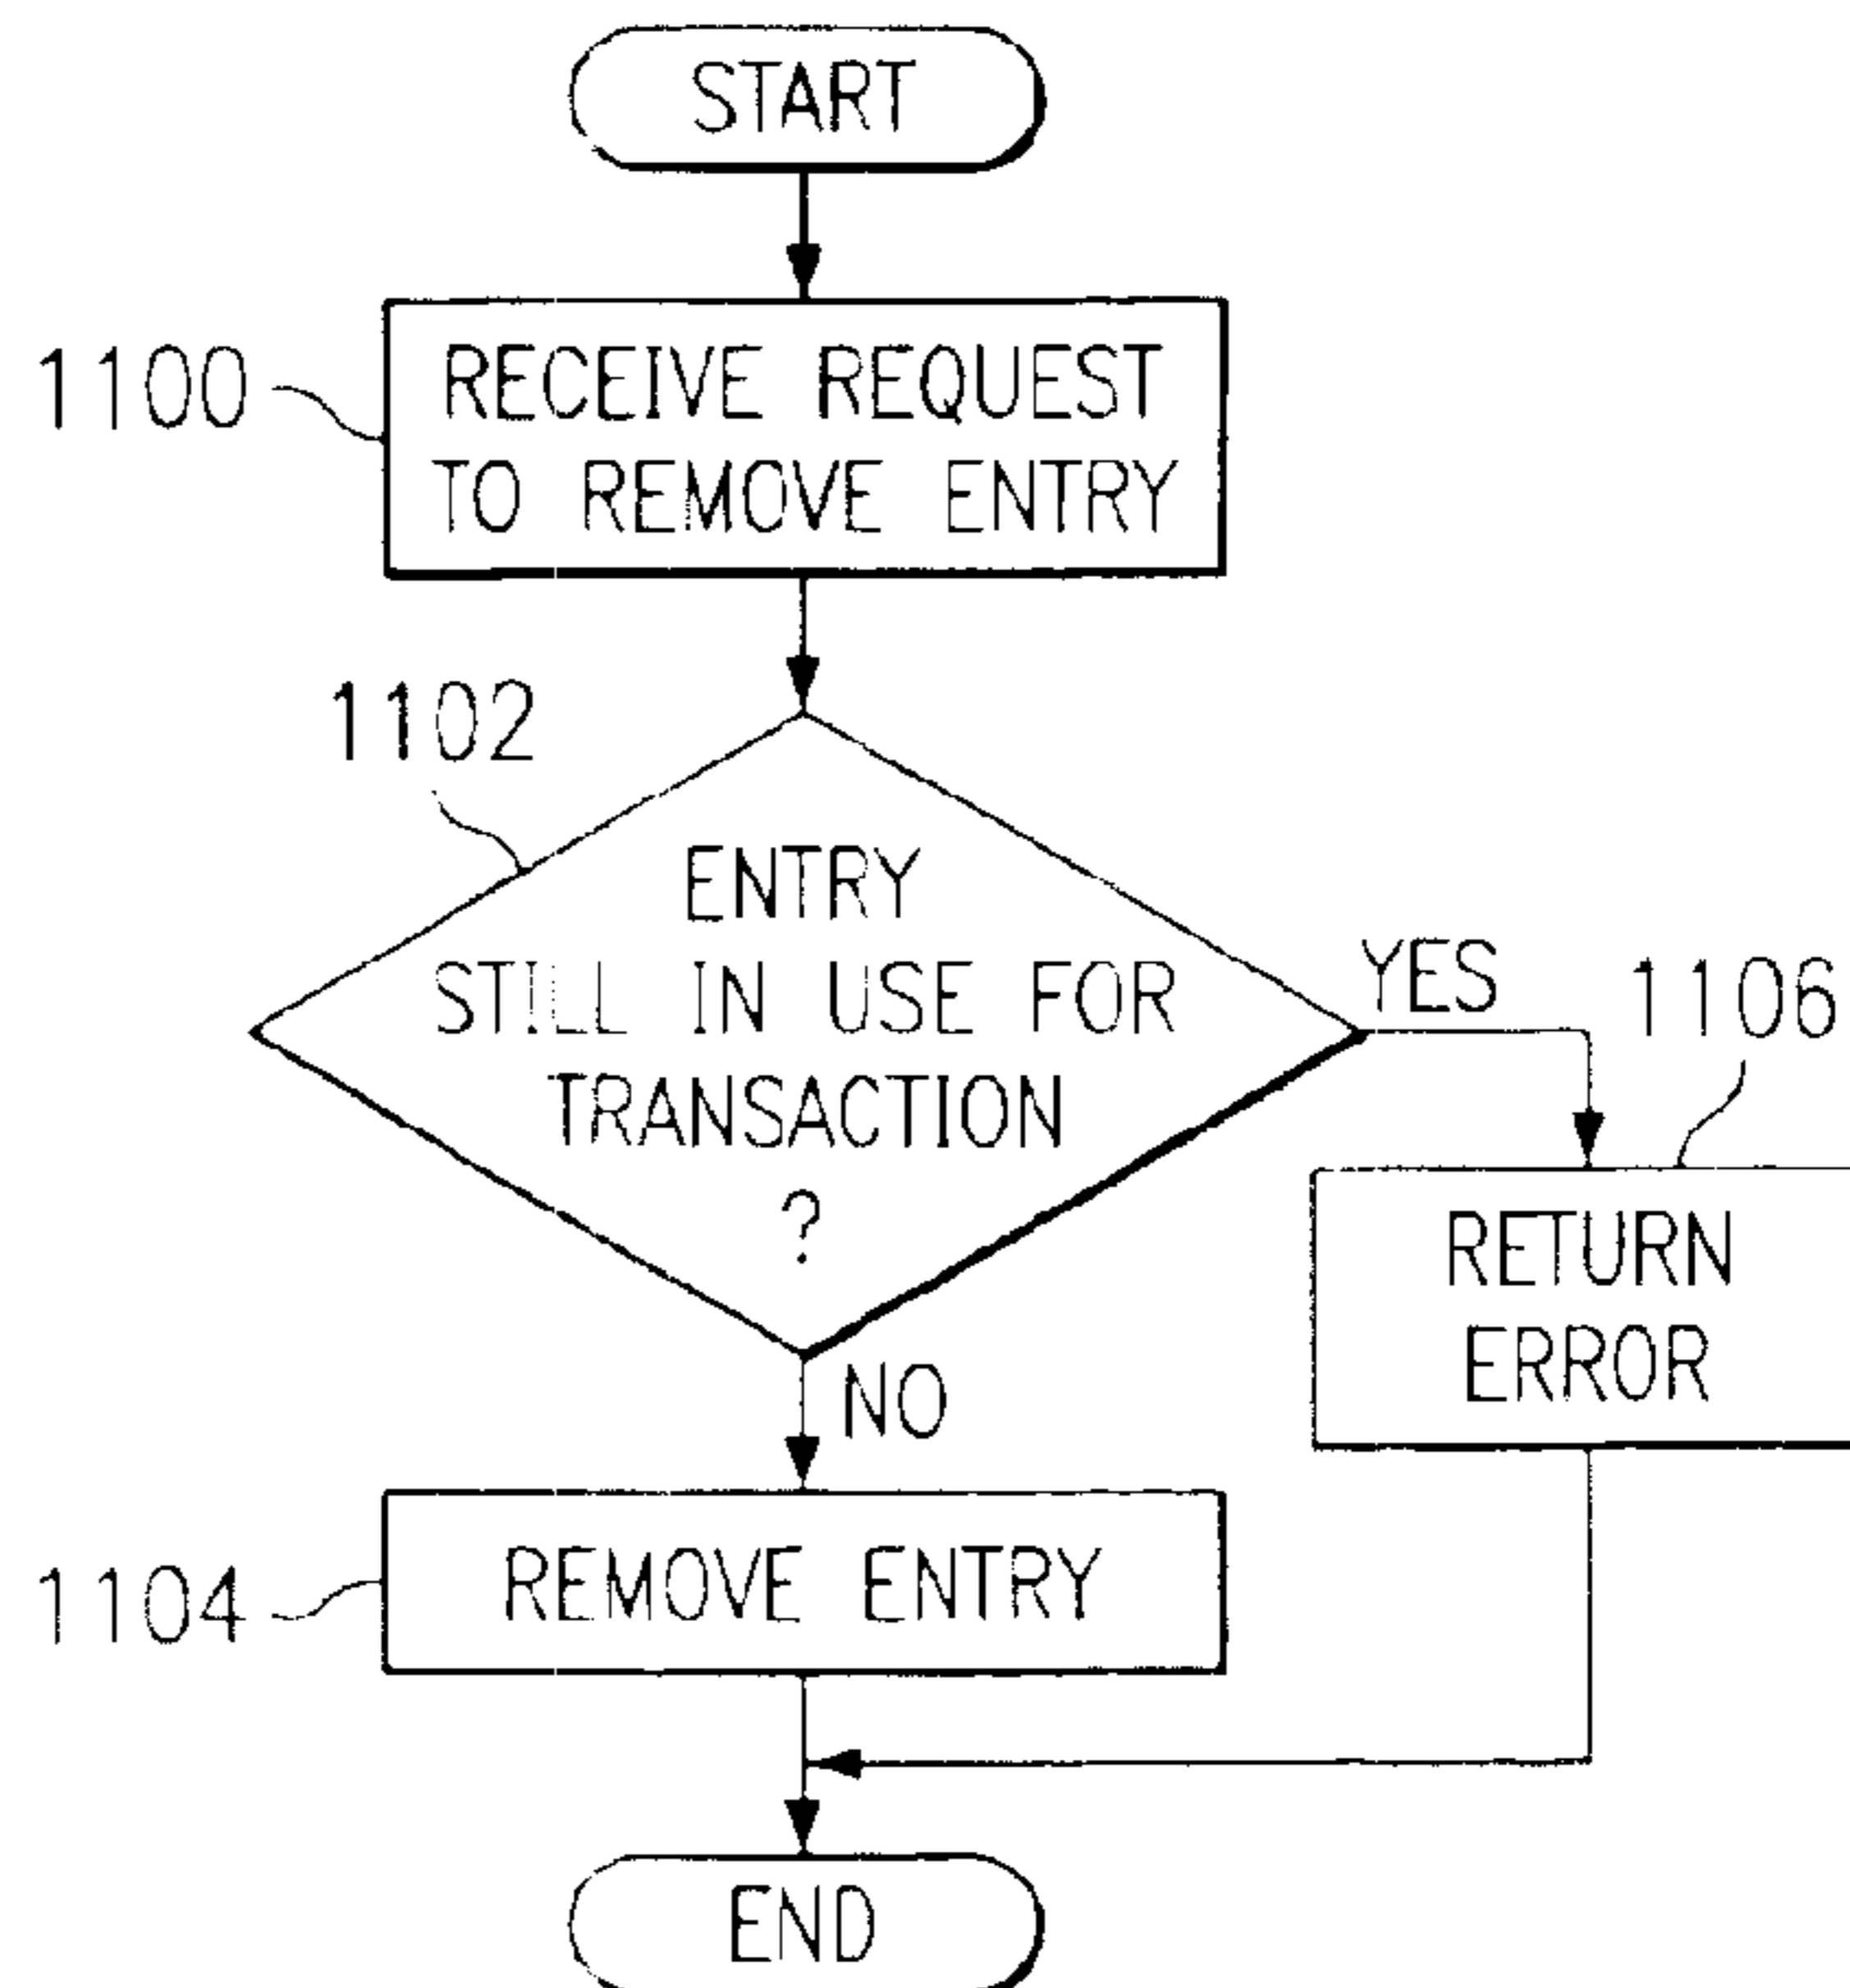 START
1100
RECEIVE REQUEST
TO REMOVE ENTRY
1102
ENTRY
STILL IN USE FOR
TRANSACTION
?
YES
1106
RETURN
ERROR
NO
1104
REMOVE ENTRY
END